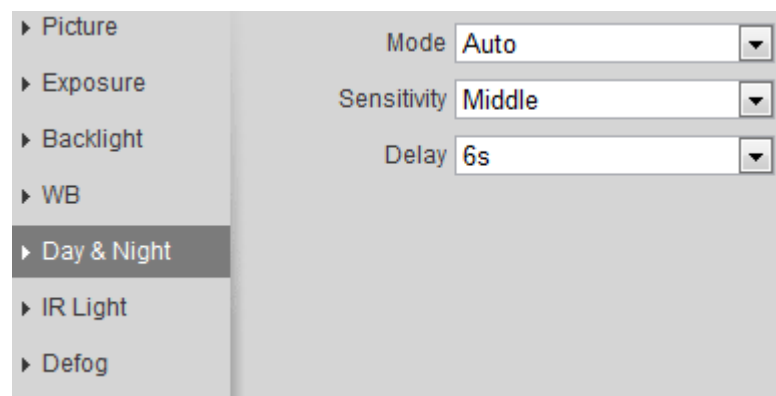 Picture
Exposure
Backlight
WB
Day & Night
IR Light
Defog
Mode Auto
Sensitivity Middle
Delay 6s